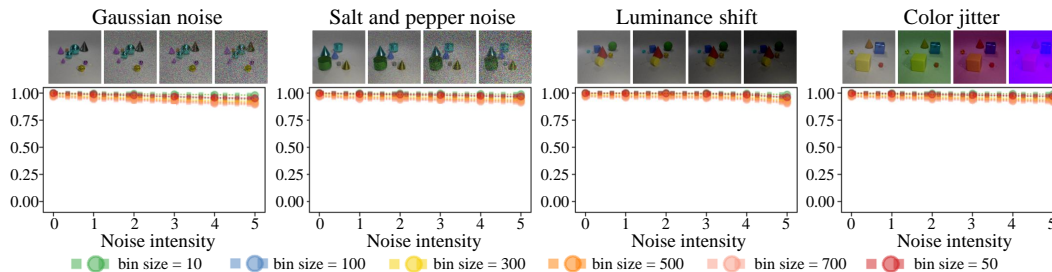 Gaussian noise Salt and pepper noise Luminance shift Color jitter
1.00 1.00 1.00 1.00
0.75 0.75 0.75 0.75
0.50 0.50 0.50 0.50
0.25 0.25 0.25 0.25
0.00 0.00 0.00 0.00
0 1 2 3 4 5 0 1 2 3 4 5 0 1 2 3 4 5 0 1 2 3 4 5
Noise intensity Noise intensity Noise intensity Noise intensity
bin size = 10 bin size = 100 bin size = 300 bin size = 500 bin size = 700 bin size = 50